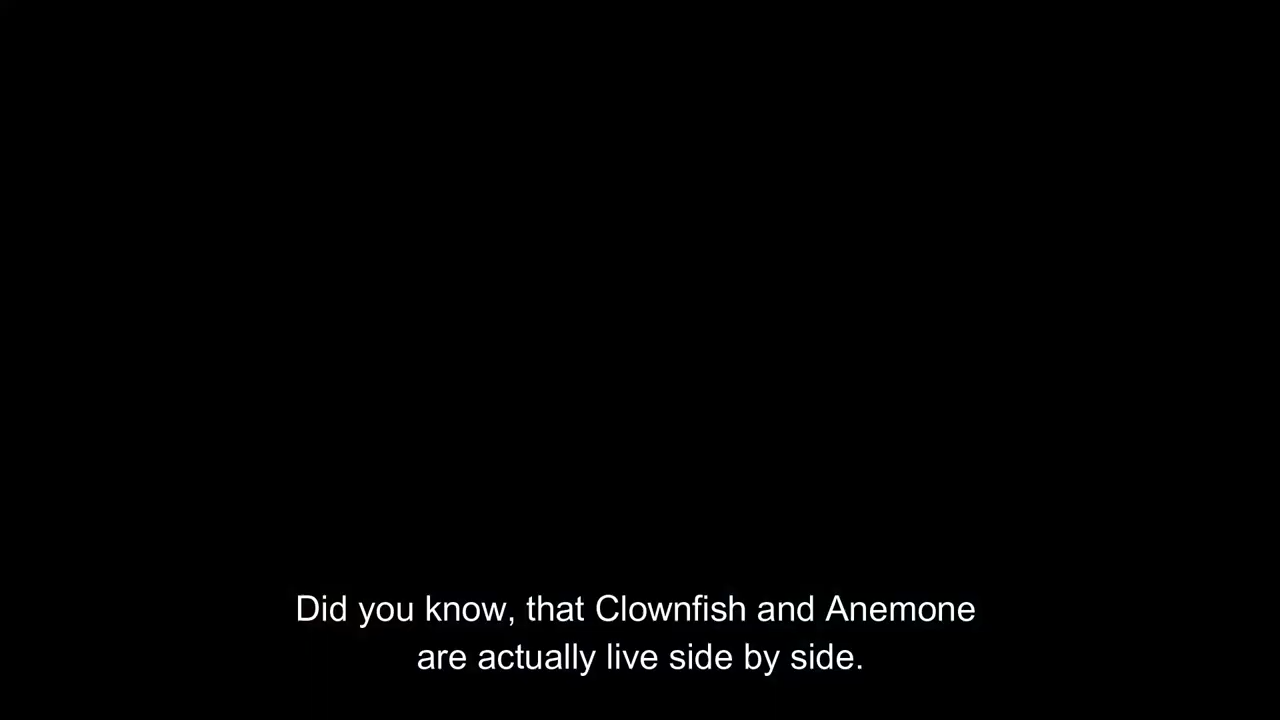 Did you know, that Clownfish and Anemone
are actually live side by side.